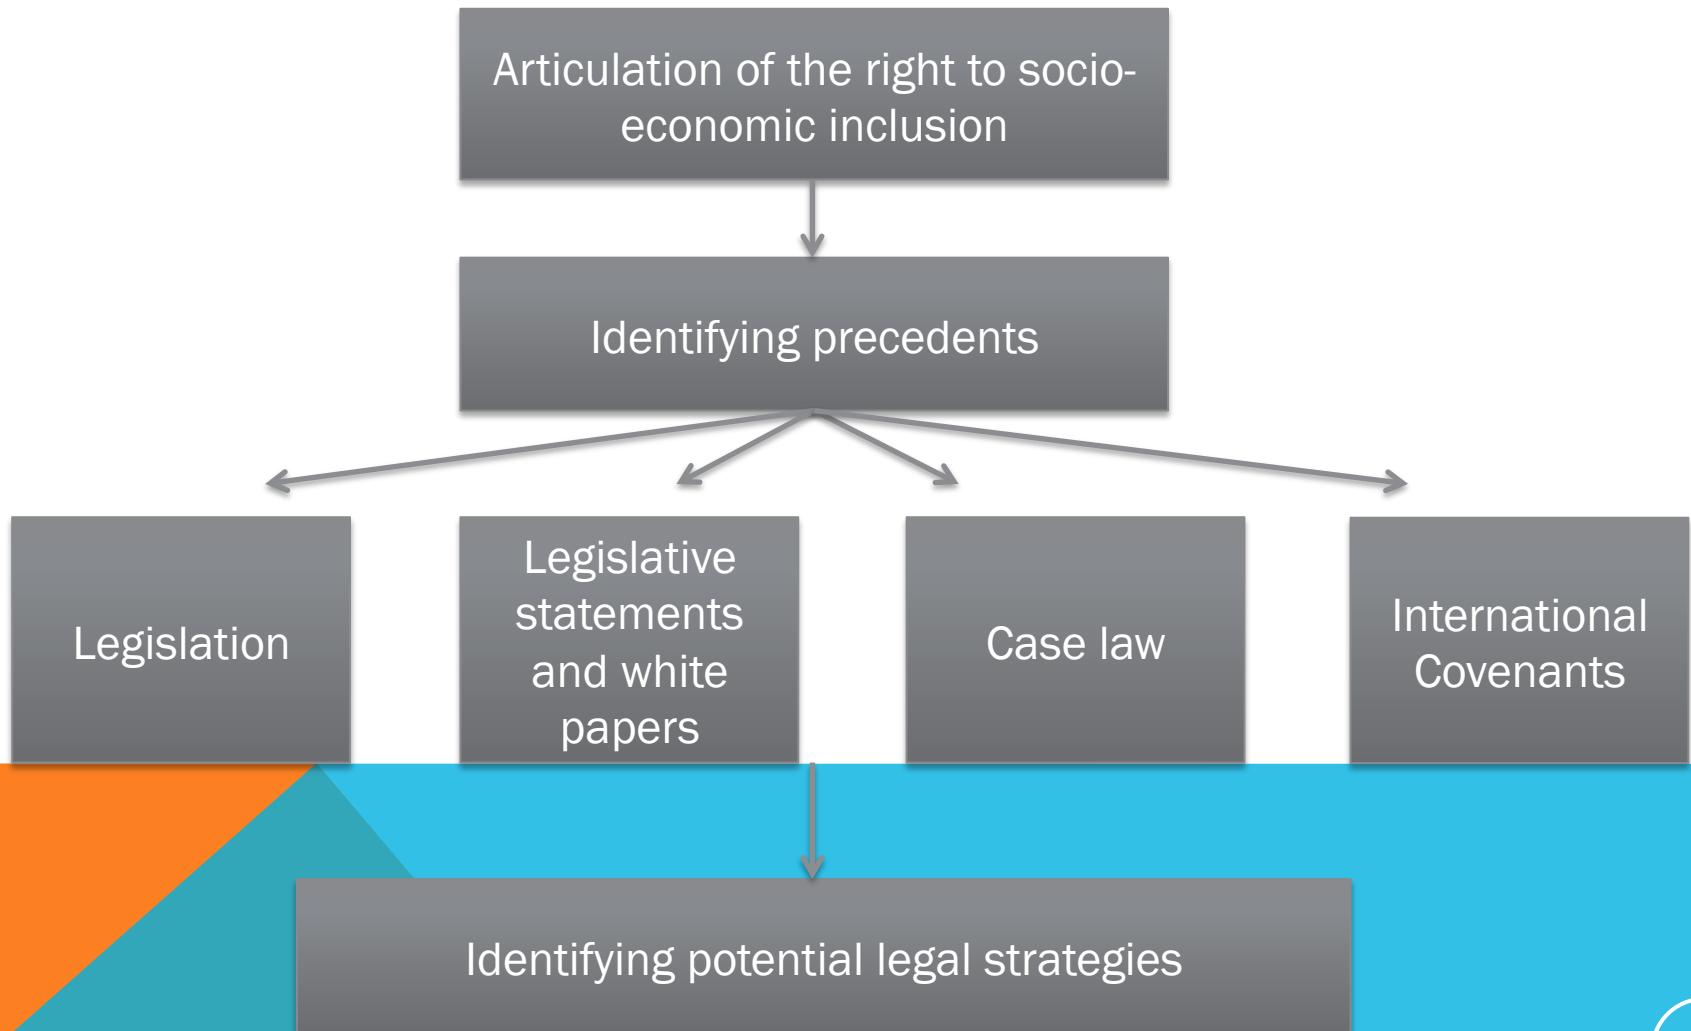 Articulation of the right to socio-
economic inclusion
Identifying precedents
Legislation
Legislative
statements
and white
papers
Case law
International
Covenants
Identifying potential legal strategies